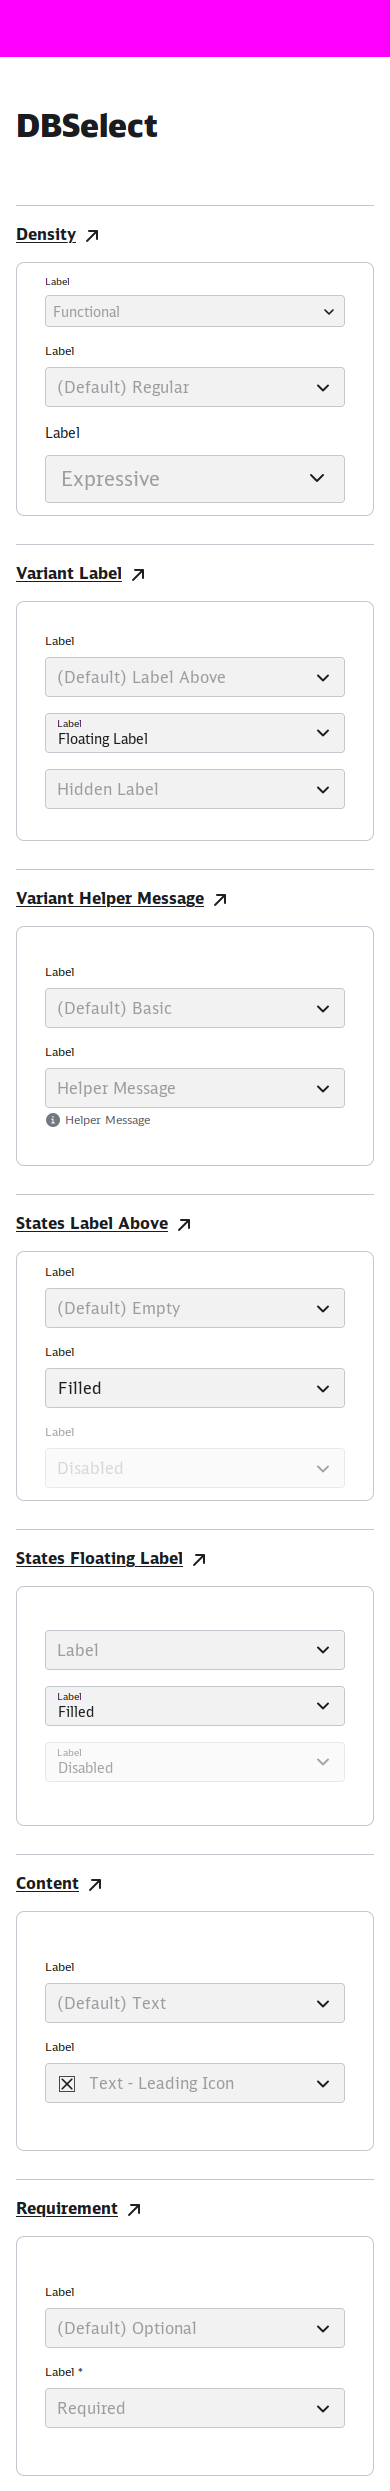 DBSelect
Density
Label
Functional
Label
(Default) Regular
Label
Expressive
Variant Label
Label
(Default) Label Above
Label
Floating Label
Hidden Label
Variant Helper Message
Label
(Default) Basic
Label
Helper Message
Helper Message
States Label Above
Label
(Default) Empty
Label
Filled
Label
Disabled
States Floating Label
Label
Label
Filled
Label
Disabled
Content
Label
(Default) Text
Label
Text - Leading Icon
Requirement
Label
(Default) Optional
Label *
Required